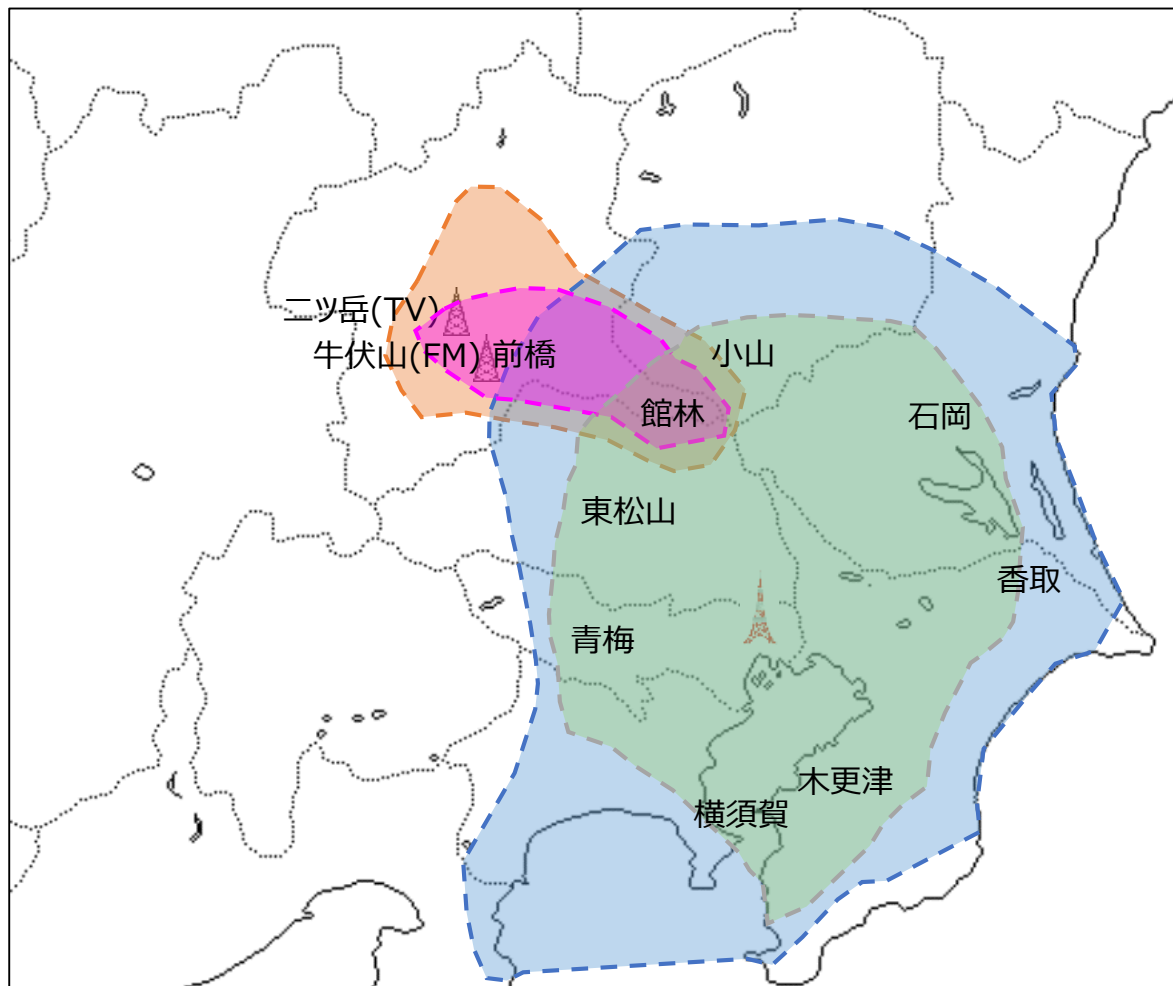 二ツ岳(TV)
牛伏山(FM)
前橋
小山
館林
石岡
東松山
香取
青梅
木更津
横須賀